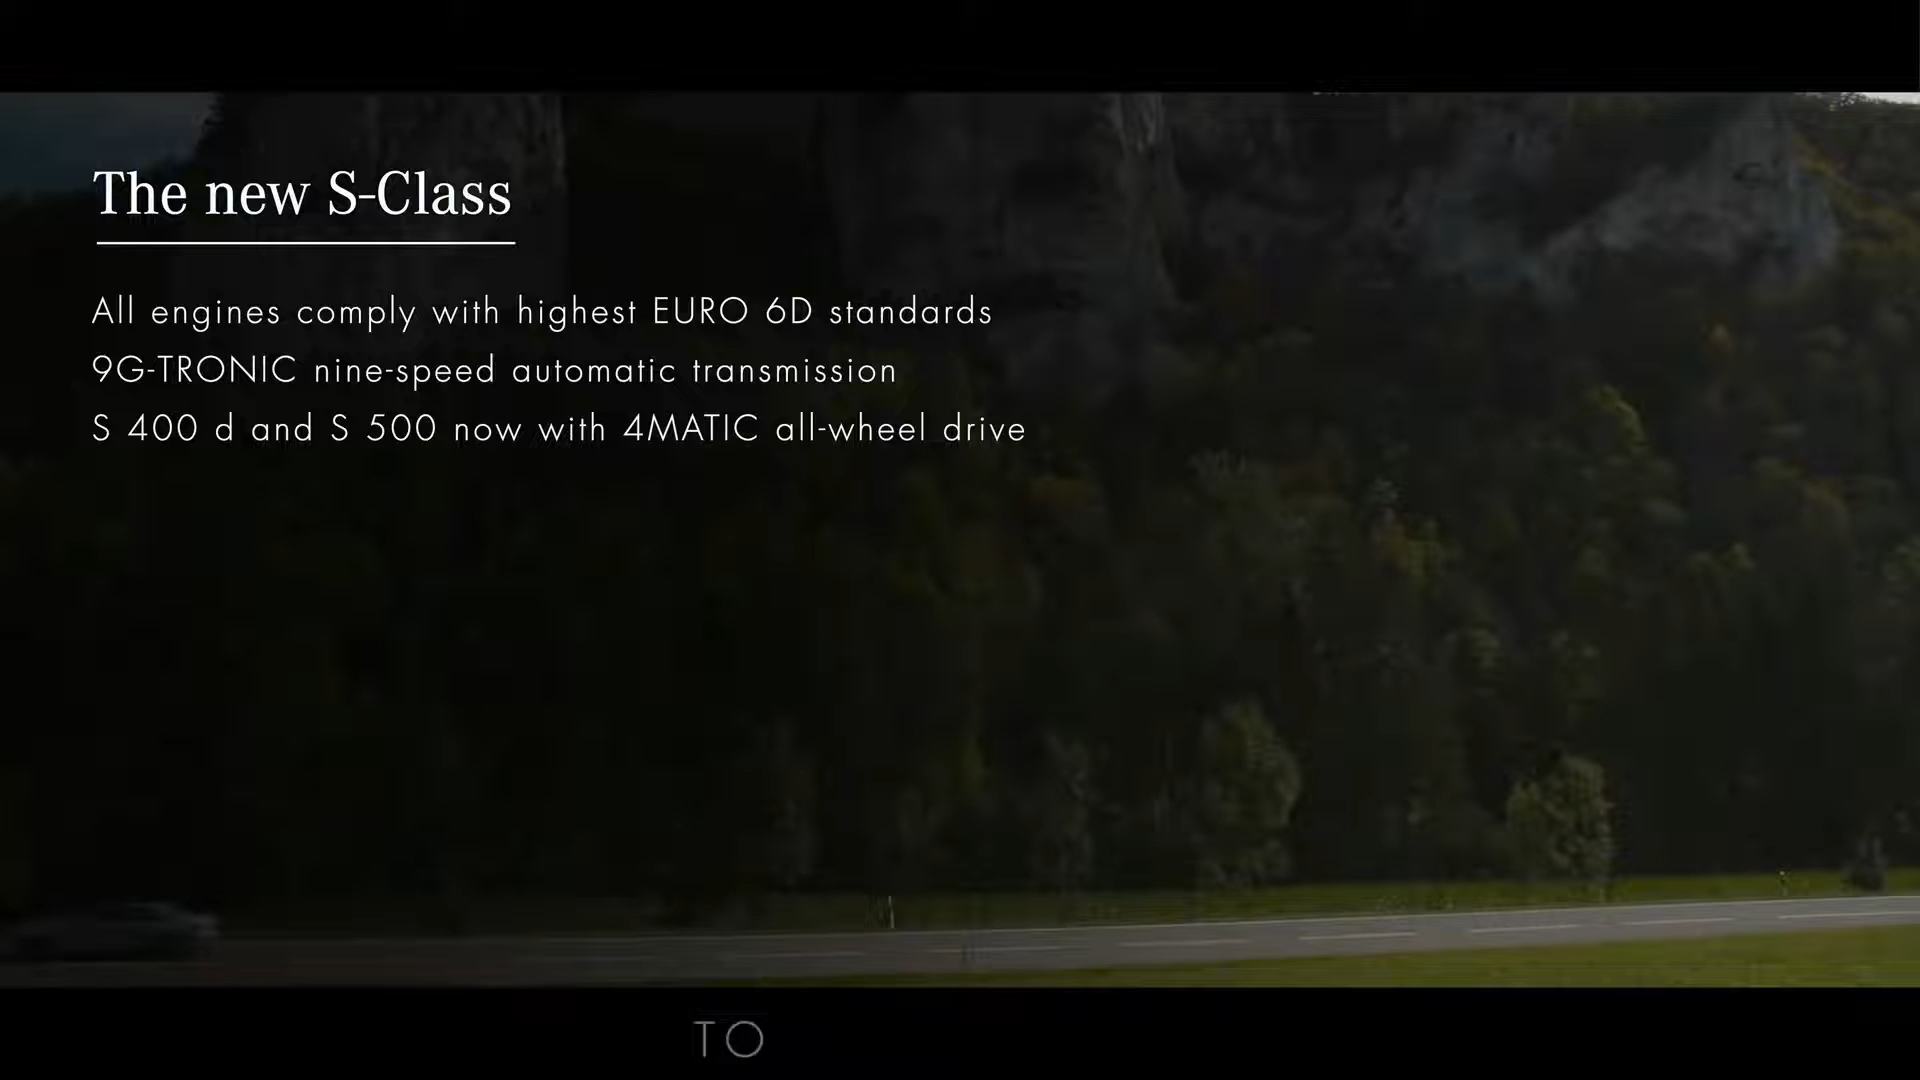 The new S-Class
All engines comply with highest EURO 6D standards
9G-TRONIC nine-speed automatic transmission
S 400 d and S 500 now with 4MATIC all-wheel drive
TO